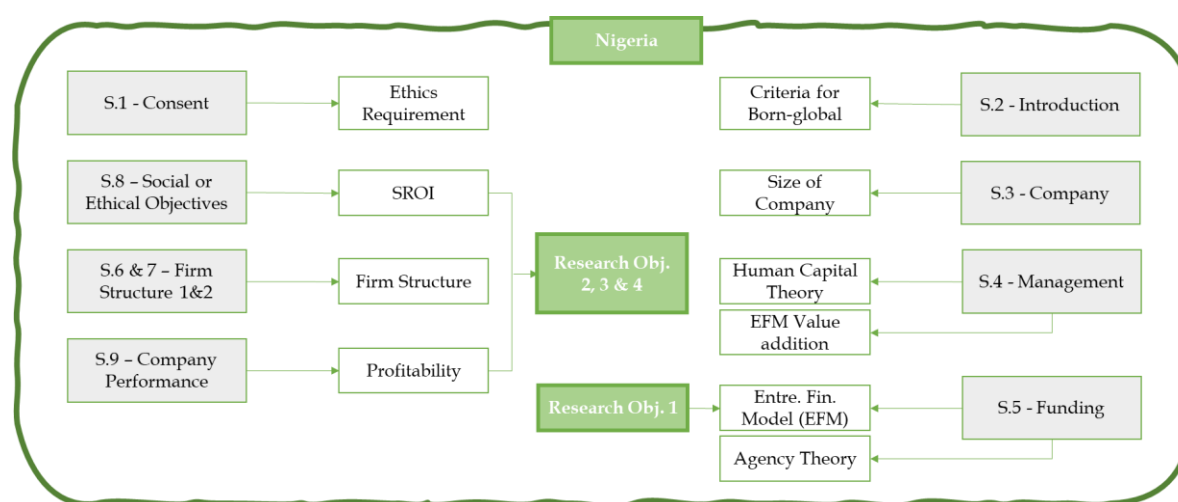 Nigeria
S.1 - Consent
Ethics
Requirement
Criteria for
Born-global
S.2 - Introduction
S.8 – Social or
Ethical Objectives
SROI
Size of
Company
S.3 - Company
S.6 & 7 – Firm
Structure 1&2
Firm Structure
Research Obj.
2, 3 & 4
Human Capital
Theory
S.4 - Management
EFM Value
addition
S.9 – Company
Performance
Profitability
Research Obj. 1
Entre. Fin.
Model (EFM)
S.5 - Funding
Agency Theory